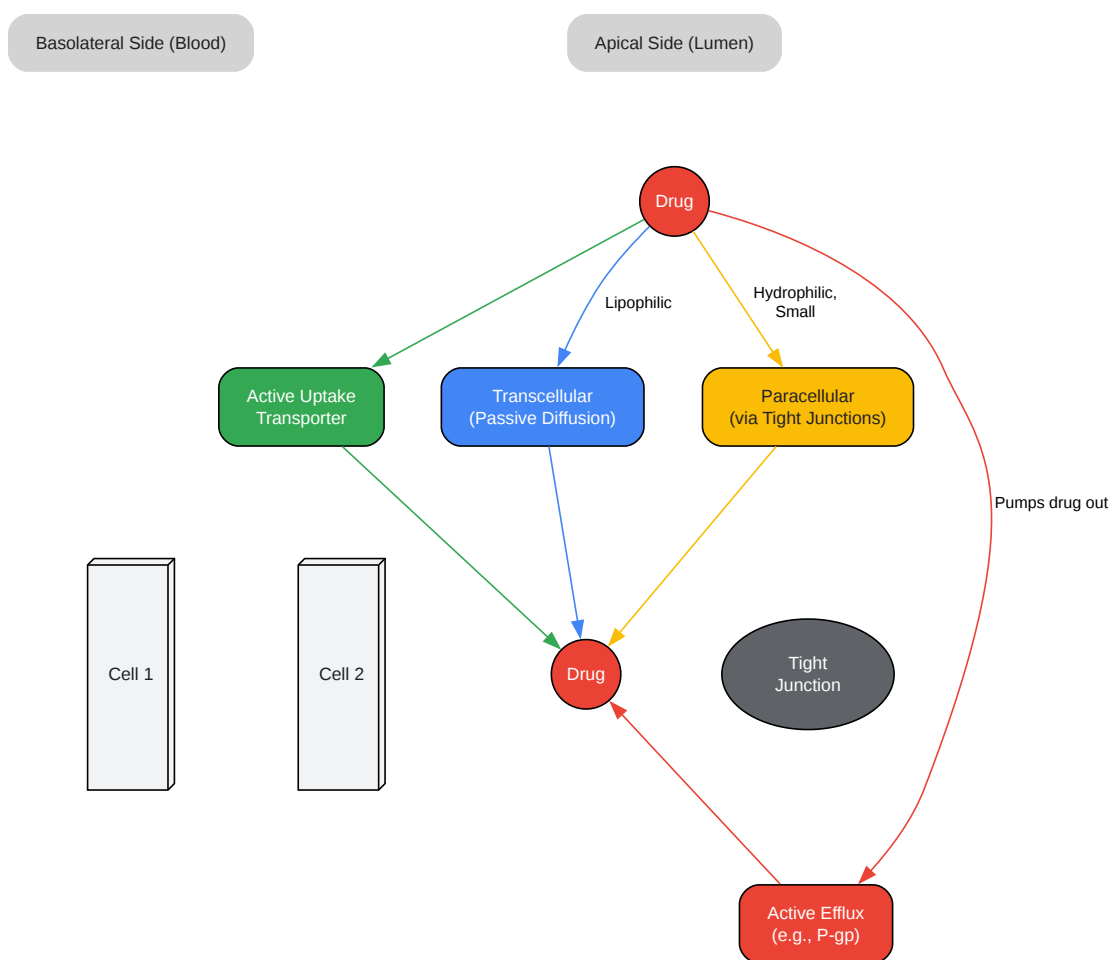 Basolateral Side (Blood)
Apical Side (Lumen)
Drug
Lipophilic
Hydrophilic,
Small
Active Uptake
Transporter
Transcellular
(Passive Diffusion)
Paracellular
(via Tight Junctions)
Pumps drug out
Cell 1
Cell 2
Drug
Tight
Junction
Active Efflux
(e.g., P-gp)